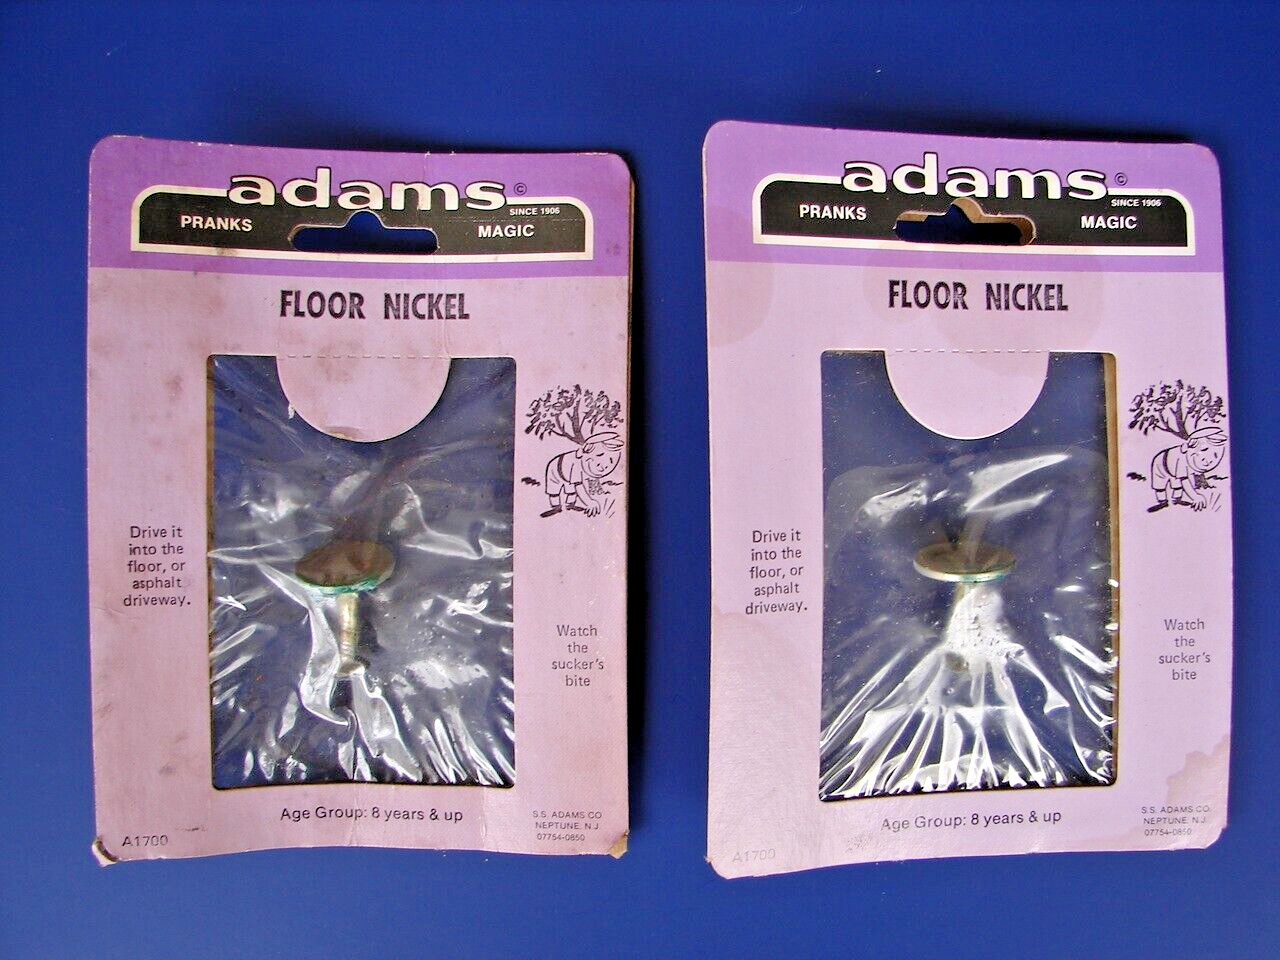 adams©
SINCE 1906
PRANKS
MAGIC
FLOOR NICKEL
Drive it
into the
floor, or
asphalt
driveway.
Watch
the
sucker's
bite
Age Group: 8 years & up
A1700
S.S. ADAMS CO.
NEPTUNE, N.J.
07754-0850
adams©
SINCE 1906
PRANKS
MAGIC
FLOOR NICKEL
Drive it
into the
floor, or
asphalt
driveway.
Watch
the
sucker's
bite
Age Group: 8 years & up
A1700
S.S. ADAMS CO.
NEPTUNE, N.J.
07754-0850